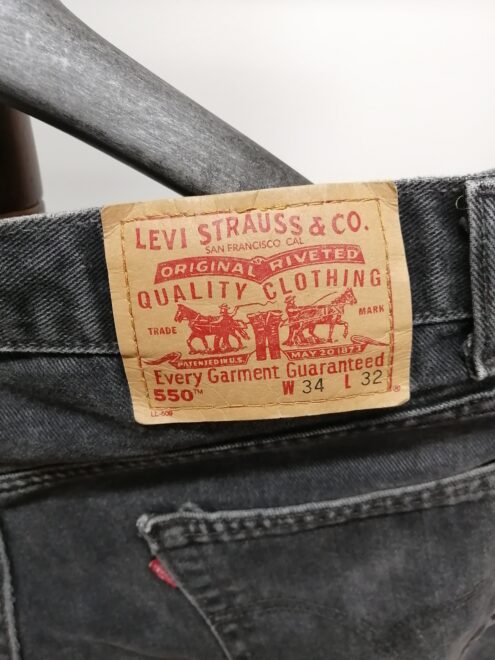 LEVI STRAUSS & CO.
SAN FRANCISCO CAL
ORIGINAL RIVETED
QUALITY CLOTHING
TRADE MARK
PATENTED IN U.S. MAY 20 1873
Every Garment Guaranteed
550™ W 34 L 32 ®